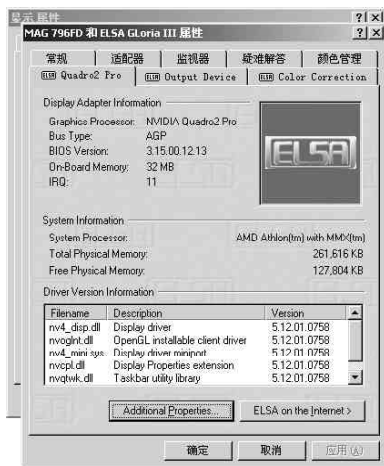 显示 属性
MAG 796FD 和 ELSA GLoria III 属性
常规 适配器 监视器 疑难解答 颜色管理
ELSA Quadro2 Pro ELSA Output Device ELSA Color Correction
Display Adapter Information
Graphics Processor: NVIDIA Quadro2 Pro
Bus Type: AGP
BIOS Version: 3.15.00.12.13
On-Board Memory: 32 MB
IRQ: 11
ELSA
System Information
System Processor: AMD Athlon(tm) with MMX(tm)
Total Physical Memory: 261,616 KB
Free Physical Memory: 127,804 KB
Driver Version Information
Filename Description Version
nv4_disp.dll Display driver 5.12.01.0758
nvoglnt.dll OpenGL installable client driver 5.12.01.0758
nv4_mini.sys Display driver miniport 5.12.01.0758
nvcpl.dll Display Properties extension 5.12.01.0758
nvqtwk.dll Taskbar utility library 5.12.01.0758
Additional Properties... ELSA on the Internet >
确定 取消 应用(A)